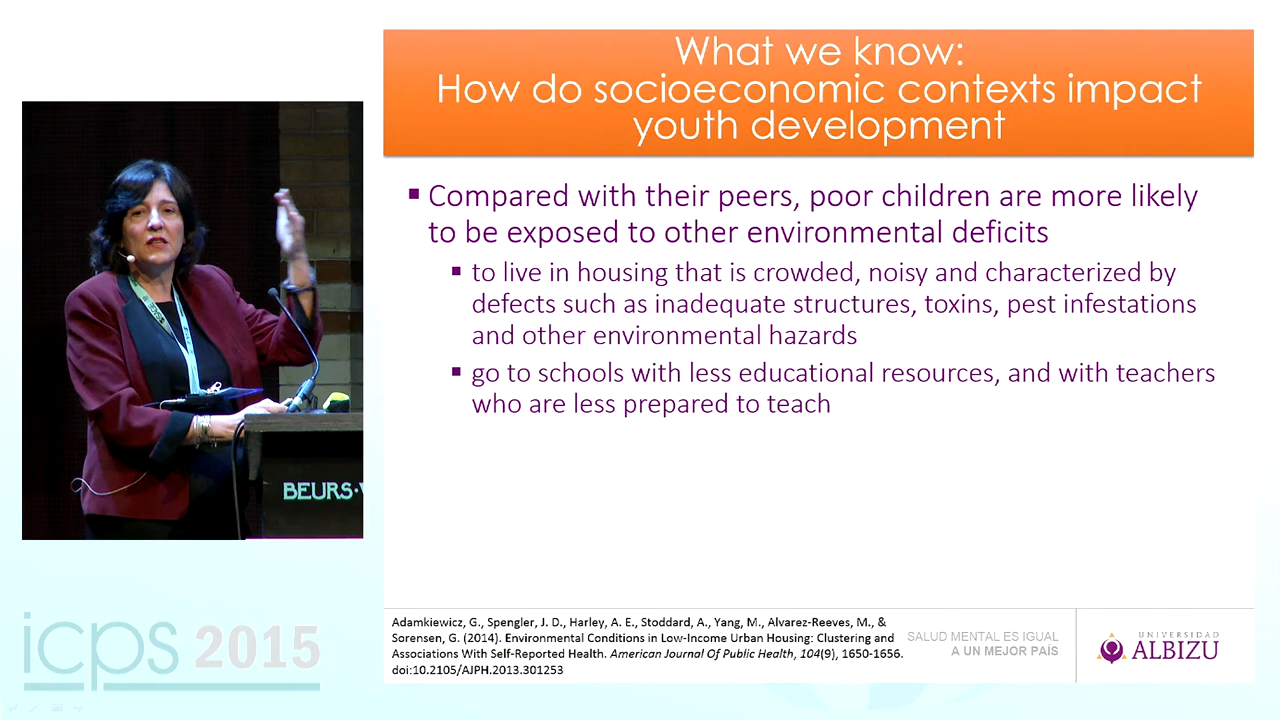 What we know:
How do socioeconomic contexts impact
youth development
▪ Compared with their peers, poor children are more likely
to be exposed to other environmental deficits
▪ to live in housing that is crowded, noisy and characterized by
defects such as inadequate structures, toxins, pest infestations
and other environmental hazards
▪ go to schools with less educational resources, and with teachers
who are less prepared to teach
BEURS
Adamkiewicz, G., Spengler, J. D., Harley, A. E., Stoddard, A., Yang, M., Alvarez-Reeves, M., &
Sorensen, G. (2014). Environmental Conditions in Low-Income Urban Housing: Clustering and
Associations With Self-Reported Health. American Journal Of Public Health, 104(9), 1650-1656.
doi:10.2105/AJPH.2013.301253
SALUD MENTAL ES IGUAL
A UN MEJOR PAÍS
UNIVERSIDAD
ALBIZU
icps 2015